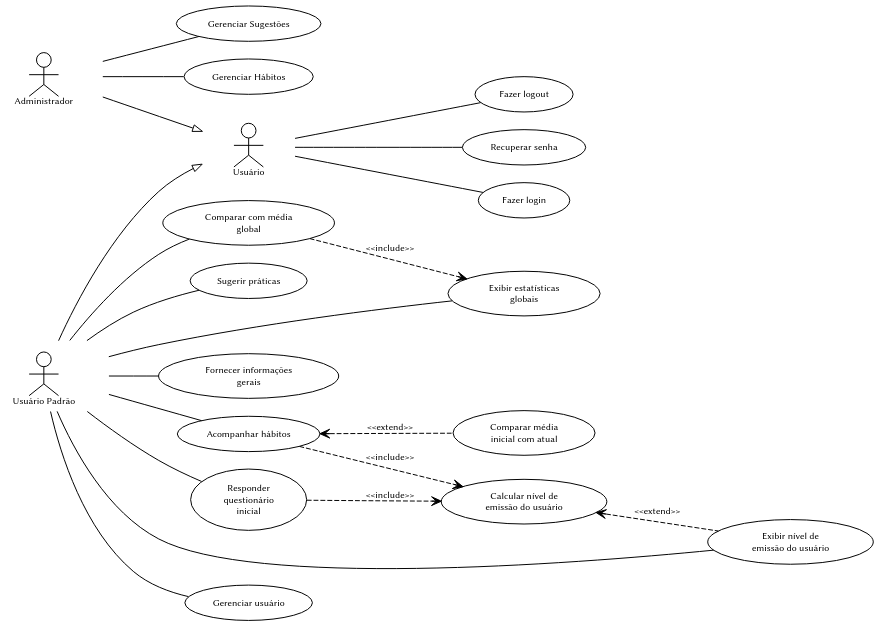 Gerenciar Sugestões
Gerenciar Hábitos
Administrador
Fazer logout
Usuário
Recuperar senha
Fazer login
Comparar com média
global
<<include>>
Sugerir práticas
Exibir estatísticas
globais
Usuário Padrão
Fornecer informações
gerais
Acompanhar hábitos
<<extend>>
Comparar média
inicial com atual
<<include>>
Responder
questionário
inicial
<<include>>
Calcular nível de
emissão do usuário
<<extend>>
Exibir nível de
emissão do usuário
Gerenciar usuário